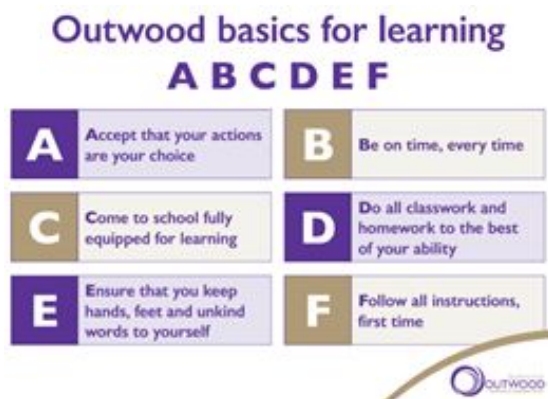 Outwood basics for learning
A B C D E F
A
Accept that your actions
are your choice
B
Be on time, every time
C
Come to school fully
equipped for learning
D
Do all classwork and
homework to the best
of your ability
E
Ensure that you keep
hands, feet and unkind
words to yourself
F
Follow all instructions,
first time
OUTWOOD